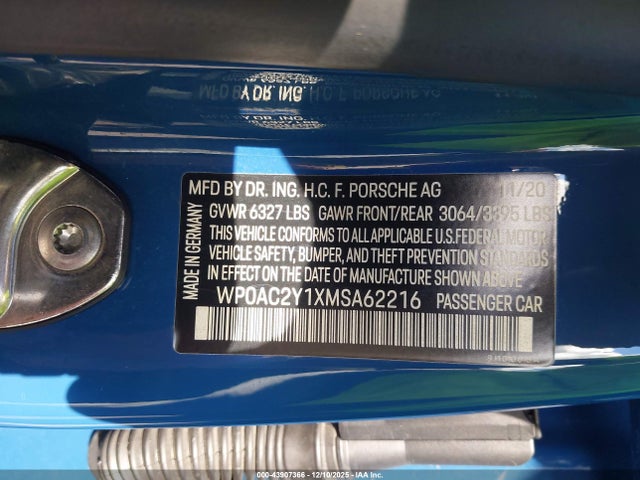 MFD BY DR. ING. H.C. F. PORSCHE AG 11/20
GVWR 6327 LBS GAWR FRONT/REAR 3064/3395 LBS
THIS VEHICLE CONFORMS TO ALL APPLICABLE U.S. FEDERAL MOTOR
VEHICLE SAFETY, BUMPER, AND THEFT PREVENTION STANDARDS
IN EFFECT ON THE DATE OF MANUFACTURE SHOWN ABOVE.
WP0AC2Y1XMSA62216 PASSENGER CAR
MADE IN GERMANY
000-43907366 - 12/10/2025 - IAA Inc.